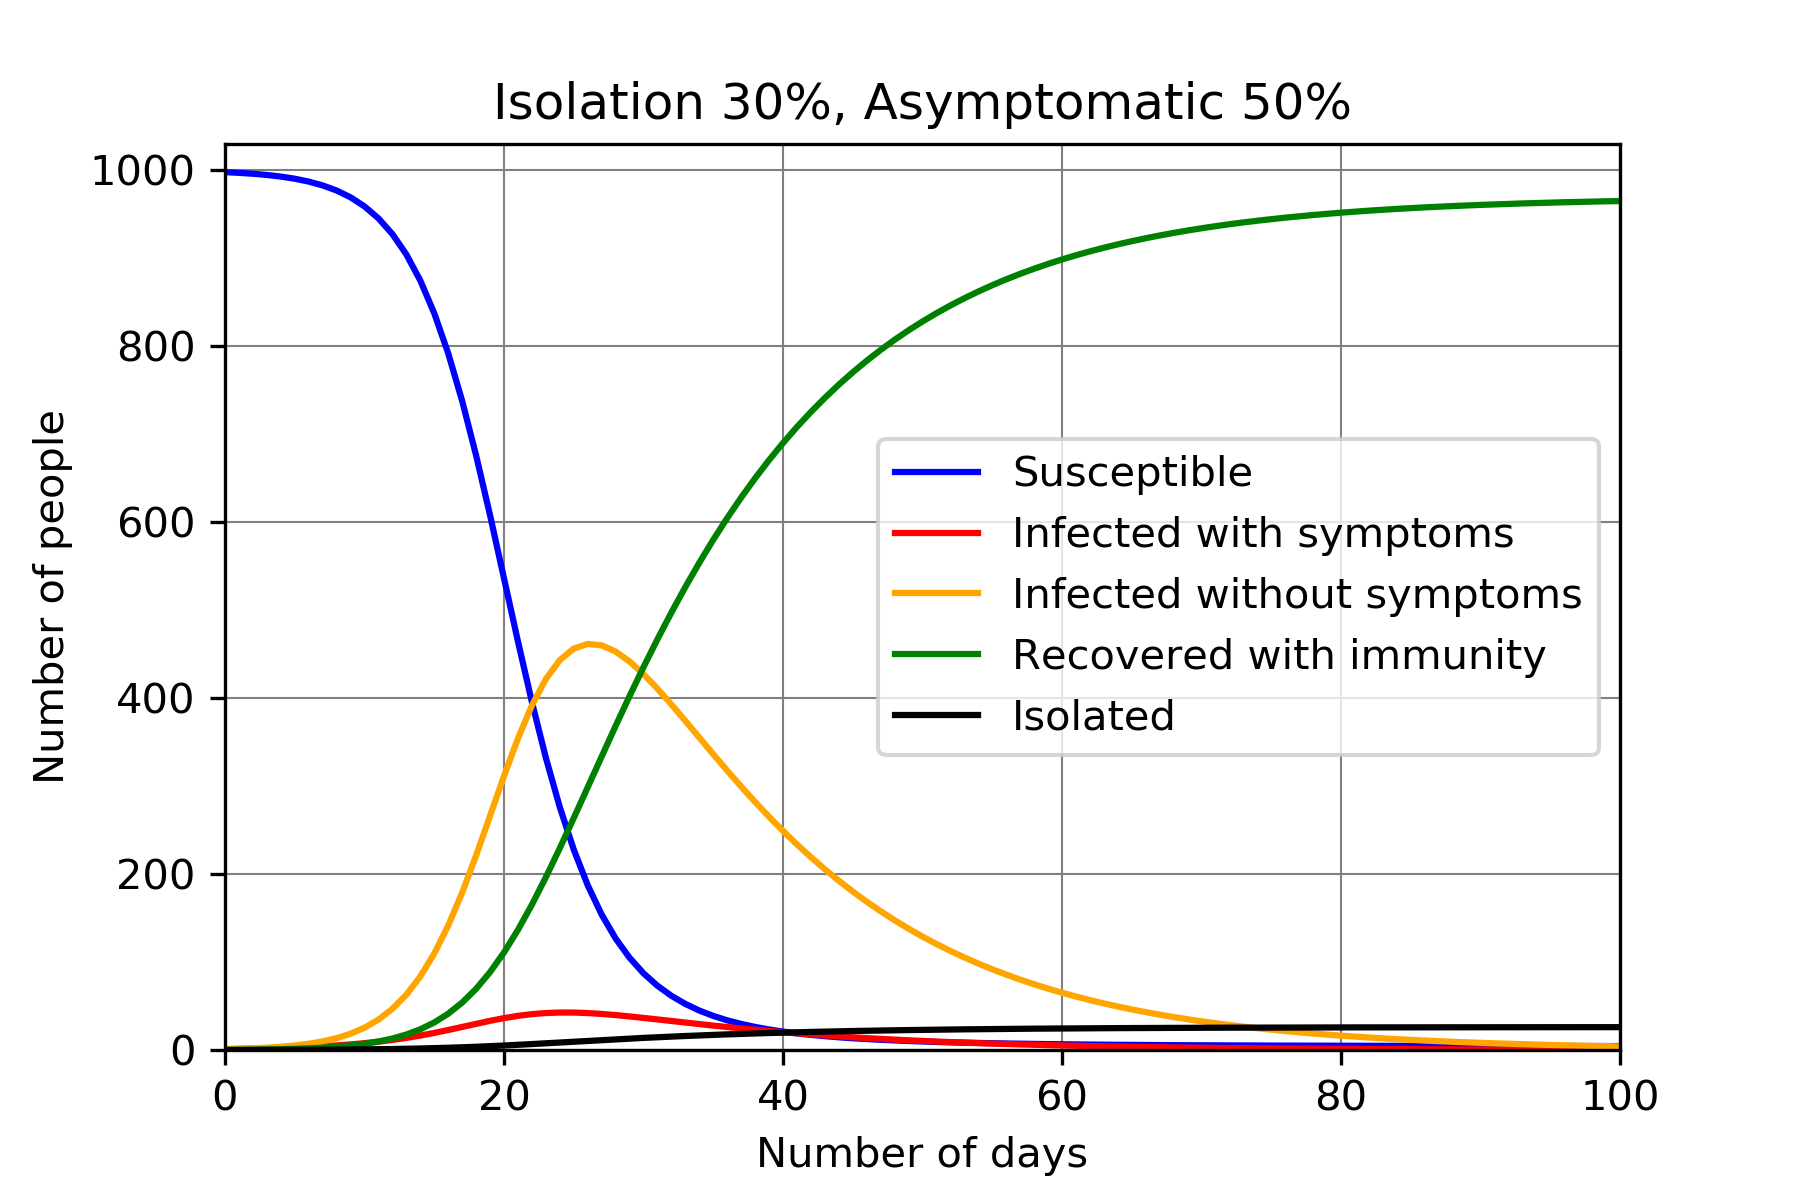 Isolation 30%, Asymptomatic 50%
Number of people
1000
800
600
400
200
0
Susceptible
Infected with symptoms
Infected without symptoms
Recovered with immunity
Isolated
0 20 40 60 80 100
Number of days